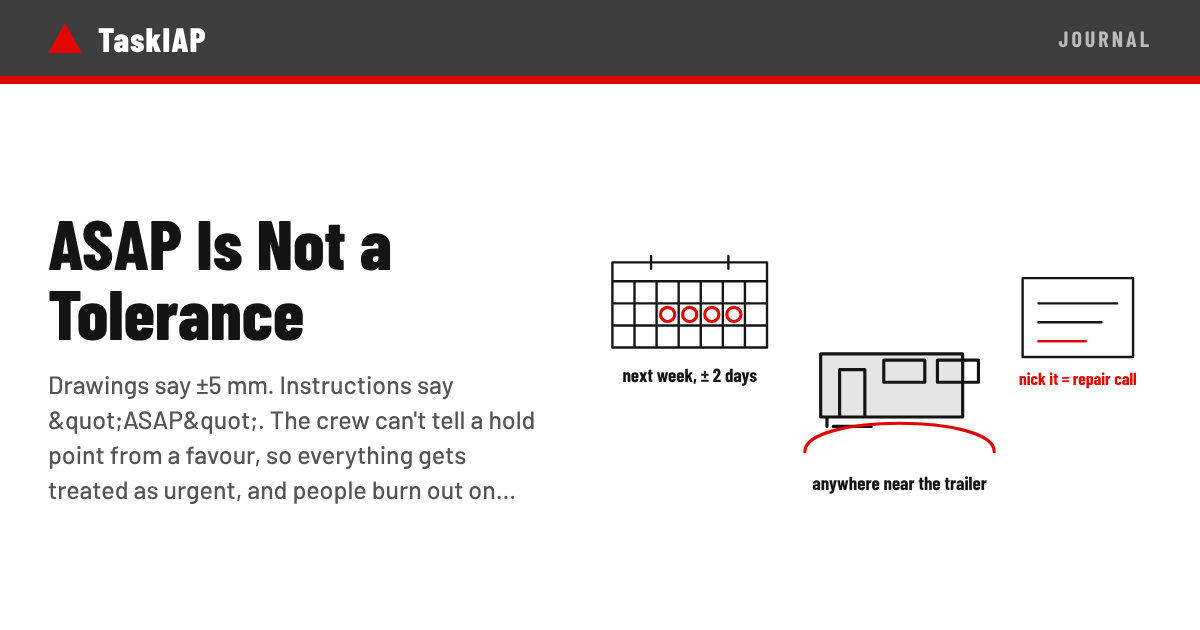 TaskIAP
JOURNAL
ASAP Is Not a
Tolerance
Drawings say ±5 mm. Instructions say
&quot;ASAP&quot;. The crew can't tell a hold
point from a favour, so everything gets
treated as urgent, and people burn out on...
next week, ± 2 days
anywhere near the trailer
nick it = repair call